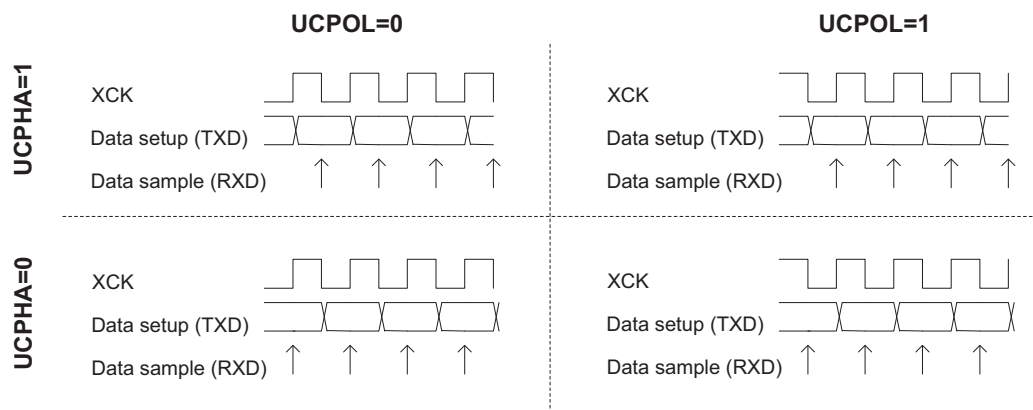 UCPOL=0
UCPOL=1
UCPHA=1
XCK
Data setup (TXD)
Data sample (RXD)
XCK
Data setup (TXD)
Data sample (RXD)
UCPHA=0
XCK
Data setup (TXD)
Data sample (RXD)
XCK
Data setup (TXD)
Data sample (RXD)